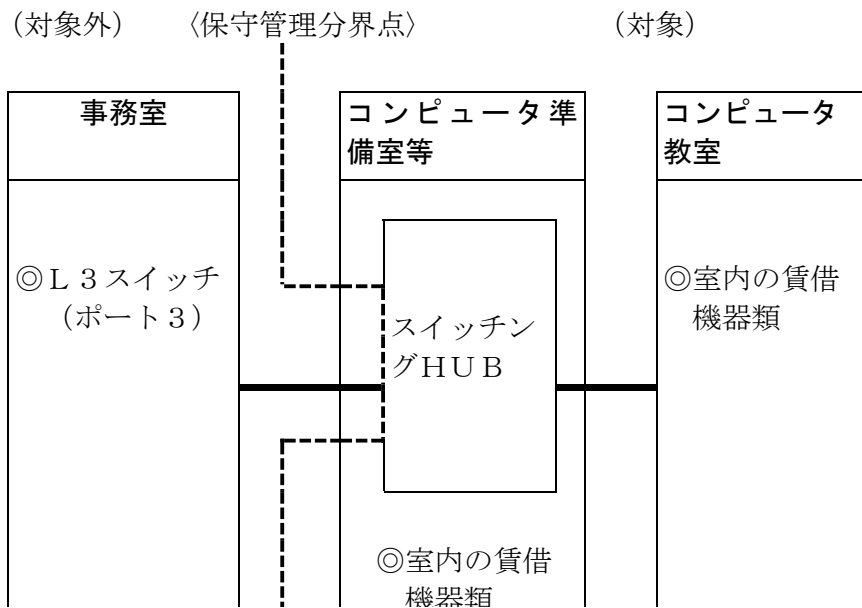 (対象外) 〈保守管理分界点〉 (対象)
事務室
コンピュータ準
備室等
コンピュータ
教室
◎L3スイッチ
(ポート3)
スイッチン
グHUB
◎室内の賃借
機器類
◎室内の賃借
機器類